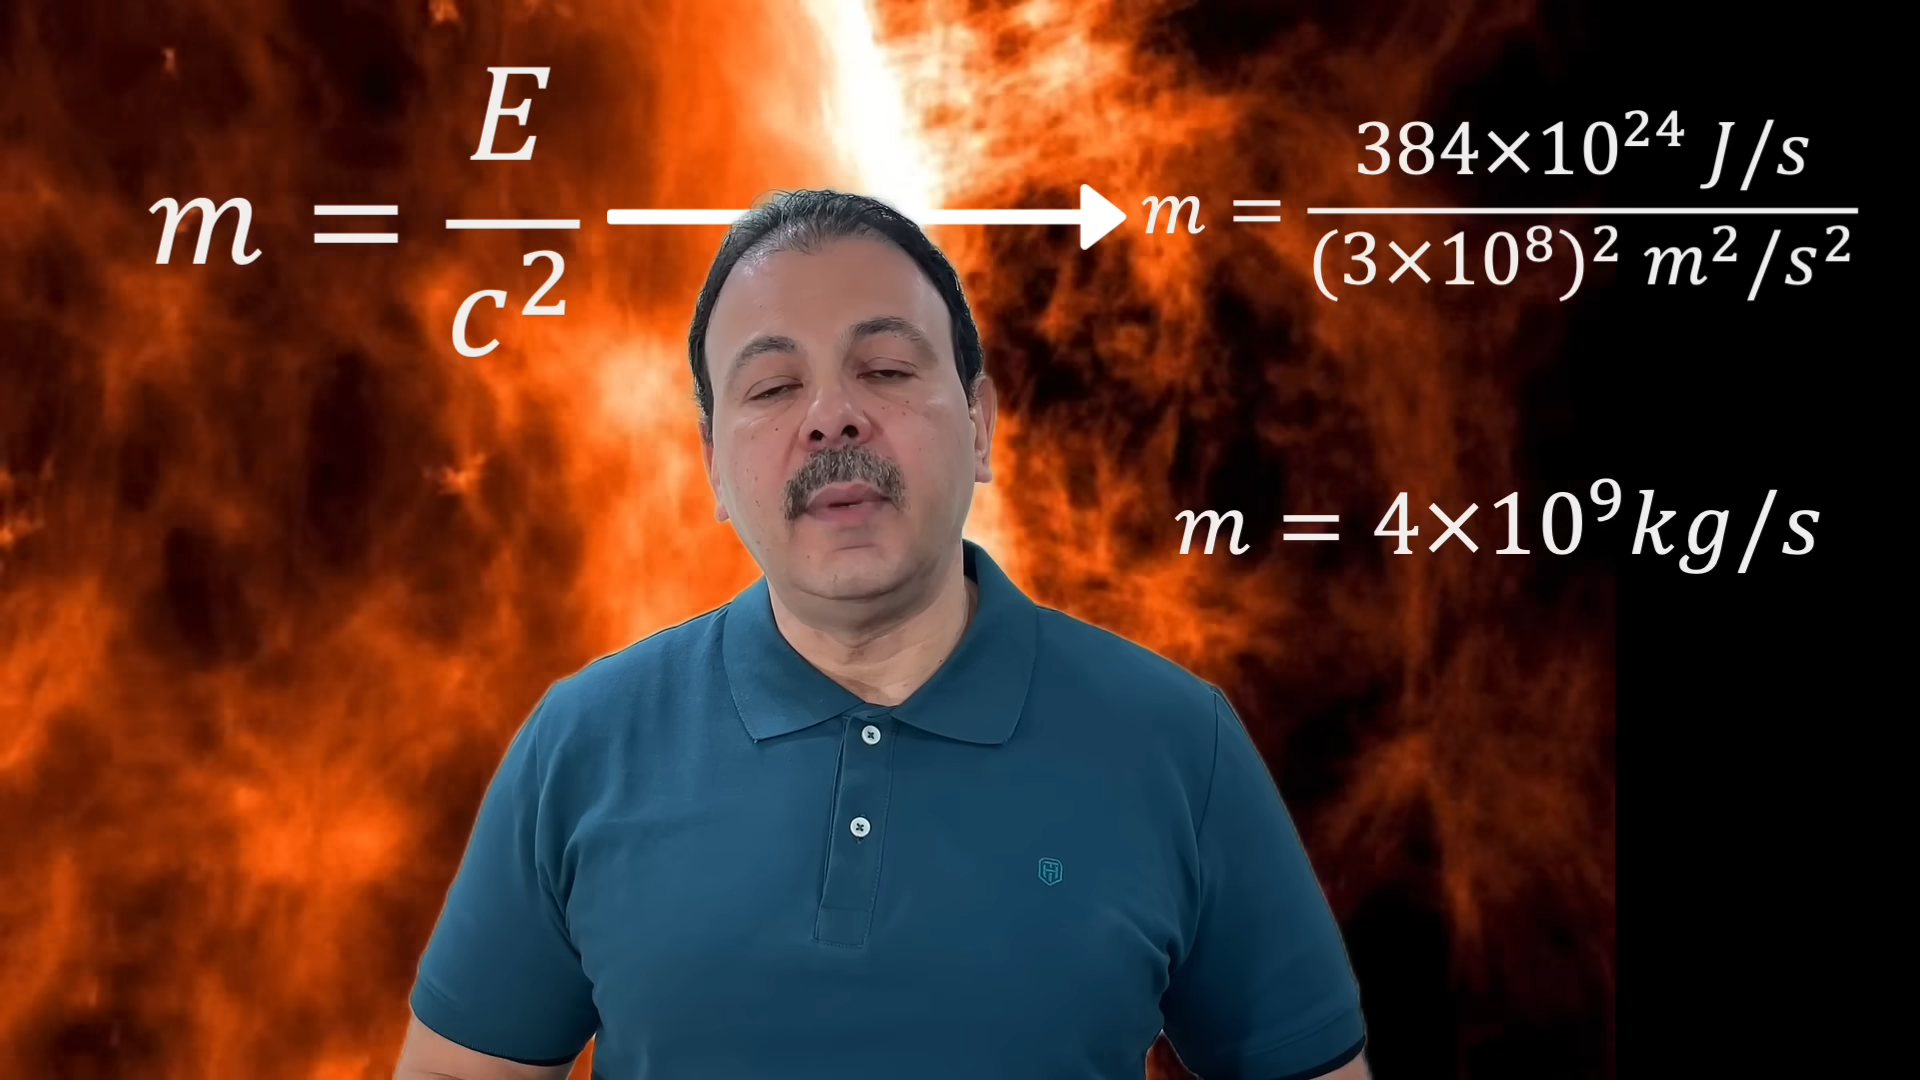 m = E/c²
m = 384×10²⁴ J/s / (3×10⁸)² m²/s²
m = 4×10⁹kg/s